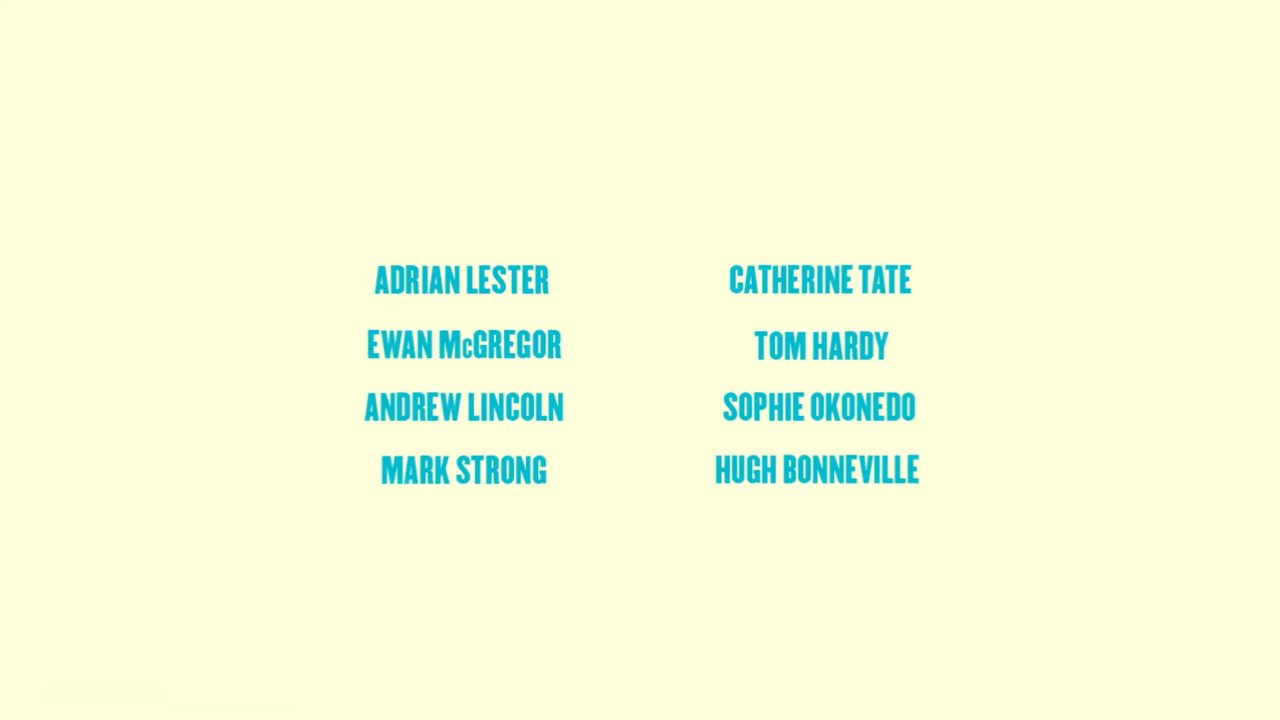 ADRIAN LESTER
EWAN McGREGOR
ANDREW LINCOLN
MARK STRONG
CATHERINE TATE
TOM HARDY
SOPHIE OKONEDO
HUGH BONNEVILLE